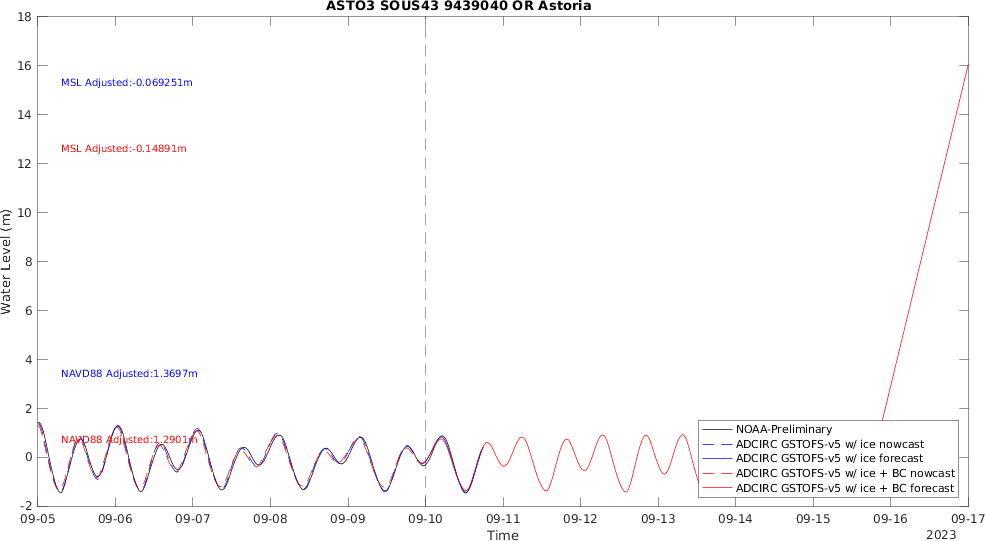 ASTO3 SOUS43 9439040 OR Astoria
18
16
14
12
10
8
6
4
2
0
-2
Water Level (m)
MSL Adjusted:-0.069251m
MSL Adjusted:-0.14891m
NAVD88 Adjusted:1.3697m
NAVD88 Adjusted:1.2901m
NOAA-Preliminary
ADCIRC GSTOFS-v5 w/ ice nowcast
ADCIRC GSTOFS-v5 w/ ice forecast
ADCIRC GSTOFS-v5 w/ ice + BC nowcast
ADCIRC GSTOFS-v5 w/ ice + BC forecast
09-05 09-06 09-07 09-08 09-09 09-10 09-11 09-12 09-13 09-14 09-15 09-16 09-17
Time
2023